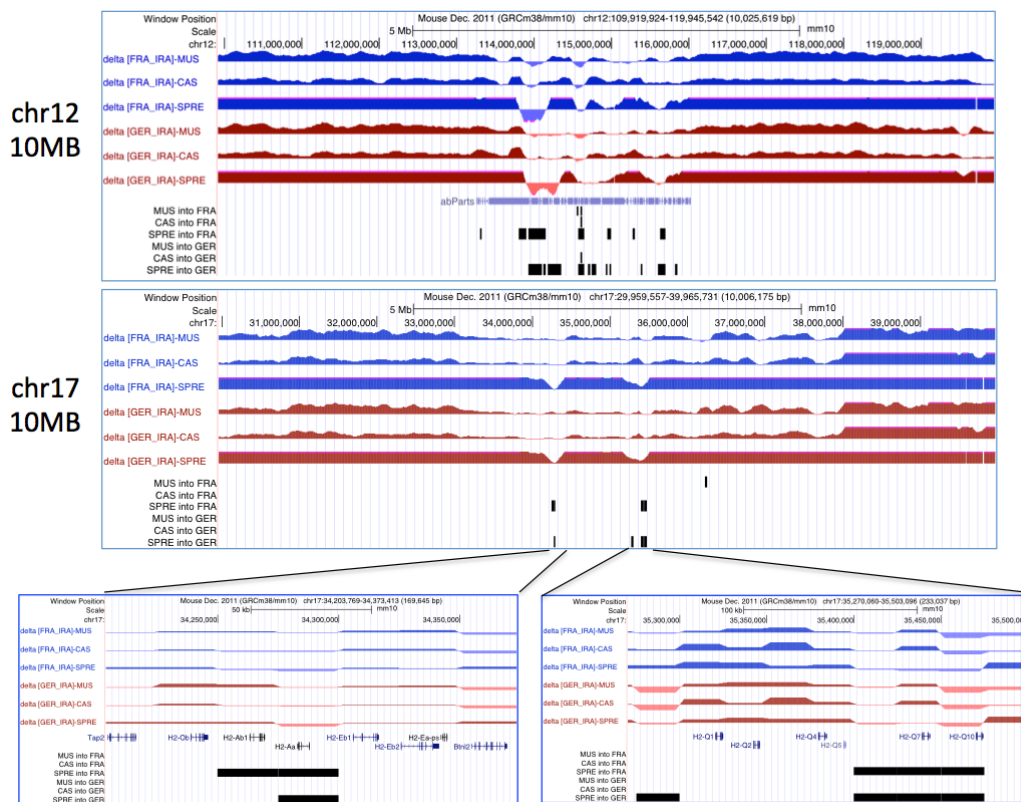 Window Position Mouse Dec. 2011 (GRCm38/mm10) chr12:109,919,924-119,945,542 (10,025,619 bp)
Scale 5 Mb mm10
chr12: 111,000,000 112,000,000 113,000,000 114,000,000 115,000,000 116,000,000 117,000,000 118,000,000 119,000,000
delta [FRA_IRA]-MUS
delta [FRA_IRA]-CAS
delta [FRA_IRA]-SPRE
chr12
10MB
delta [GER_IRA]-MUS
delta [GER_IRA]-CAS
delta [GER_IRA]-SPRE
abParts
MUS into FRA
CAS into FRA
SPRE into FRA
MUS into GER
CAS into GER
SPRE into GER
Window Position Mouse Dec. 2011 (GRCm38/mm10) chr17:29,959,557-39,965,731 (10,006,175 bp)
Scale 5 Mb mm10
chr17: 31,000,000 32,000,000 33,000,000 34,000,000 35,000,000 36,000,000 37,000,000 38,000,000 39,000,000
delta [FRA_IRA]-MUS
delta [FRA_IRA]-CAS
delta [FRA_IRA]-SPRE
chr17
10MB
delta [GER_IRA]-MUS
delta [GER_IRA]-CAS
delta [GER_IRA]-SPRE
MUS into FRA
CAS into FRA
SPRE into FRA
MUS into GER
CAS into GER
SPRE into GER
Window Position Mouse Dec. 2011 (GRCm38/mm10) chr17:34,203,769-34,373,413 (169,645 bp)
Scale 50 kb mm10
chr17: 34,250,000 34,300,000 34,350,000
delta [FRA_IRA]-MUS
delta [FRA_IRA]-CAS
delta [FRA_IRA]-SPRE
delta [GER_IRA]-MUS
delta [GER_IRA]-CAS
delta [GER_IRA]-SPRE
Tap2 H2-Ob H2-Ab1 H2-Eb1 H2-Ea-ps
H2-Aa H2-Eb2 Btnl2
MUS into FRA
CAS into FRA
SPRE into FRA
MUS into GER
CAS into GER
SPRE into GER
Window Position Mouse Dec. 2011 (GRCm38/mm10) chr17:35,270,060-35,503,096 (233,037 bp)
Scale 100 kb mm10
chr17: 35,300,000 35,350,000 35,400,000 35,450,000 35,500,00
delta [FRA_IRA]-MUS
delta [FRA_IRA]-CAS
delta [FRA_IRA]-SPRE
delta [GER_IRA]-MUS
delta [GER_IRA]-CAS
delta [GER_IRA]-SPRE
H2-Q1 H2-Q4 H2-Q7 H2-Q10
H2-Q2
MUS into FRA
CAS into FRA
SPRE into FRA
MUS into GER
CAS into GER
SPRE into GER